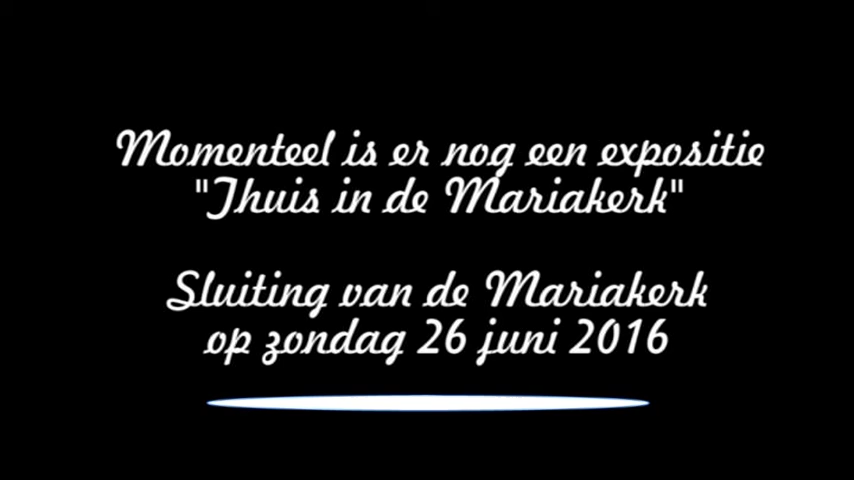 Momenteel is er nog een expositie
"Thuis in de Mariakerk"
Sluiting van de Mariakerk
op zondag 26 juni 2016